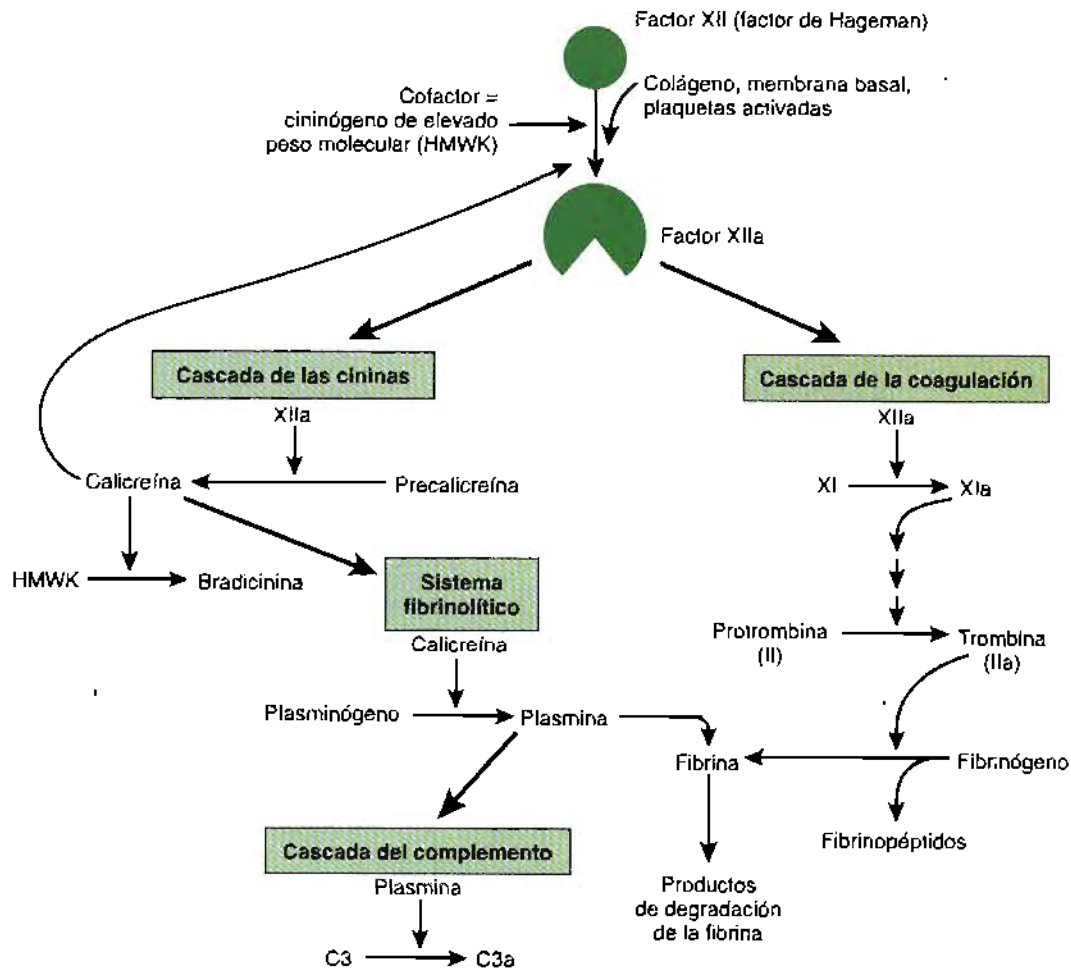 Factor XII (factor de Hageman)
Colágeno, membrana basal,
plaquetas activadas
Cofactor =
cininógeno de elevado
peso molecular (HMWK)
Factor XIIa
Cascada de las cininas
XIIa
Calicreína
Precalicreína
HMWK
Bradicinina
Cascada de la coagulación
XIIa
XI
XIa
Sistema
fibrinolítico
Calicreína
Protrombina
(II)
Trombina
(IIa)
Plasminógeno
Plasmina
Fibrina
Fibrinógeno
Fibrinopéptidos
Cascada del complemento
Plasmina
C3
C3a
Productos
de degradación
de la fibrina